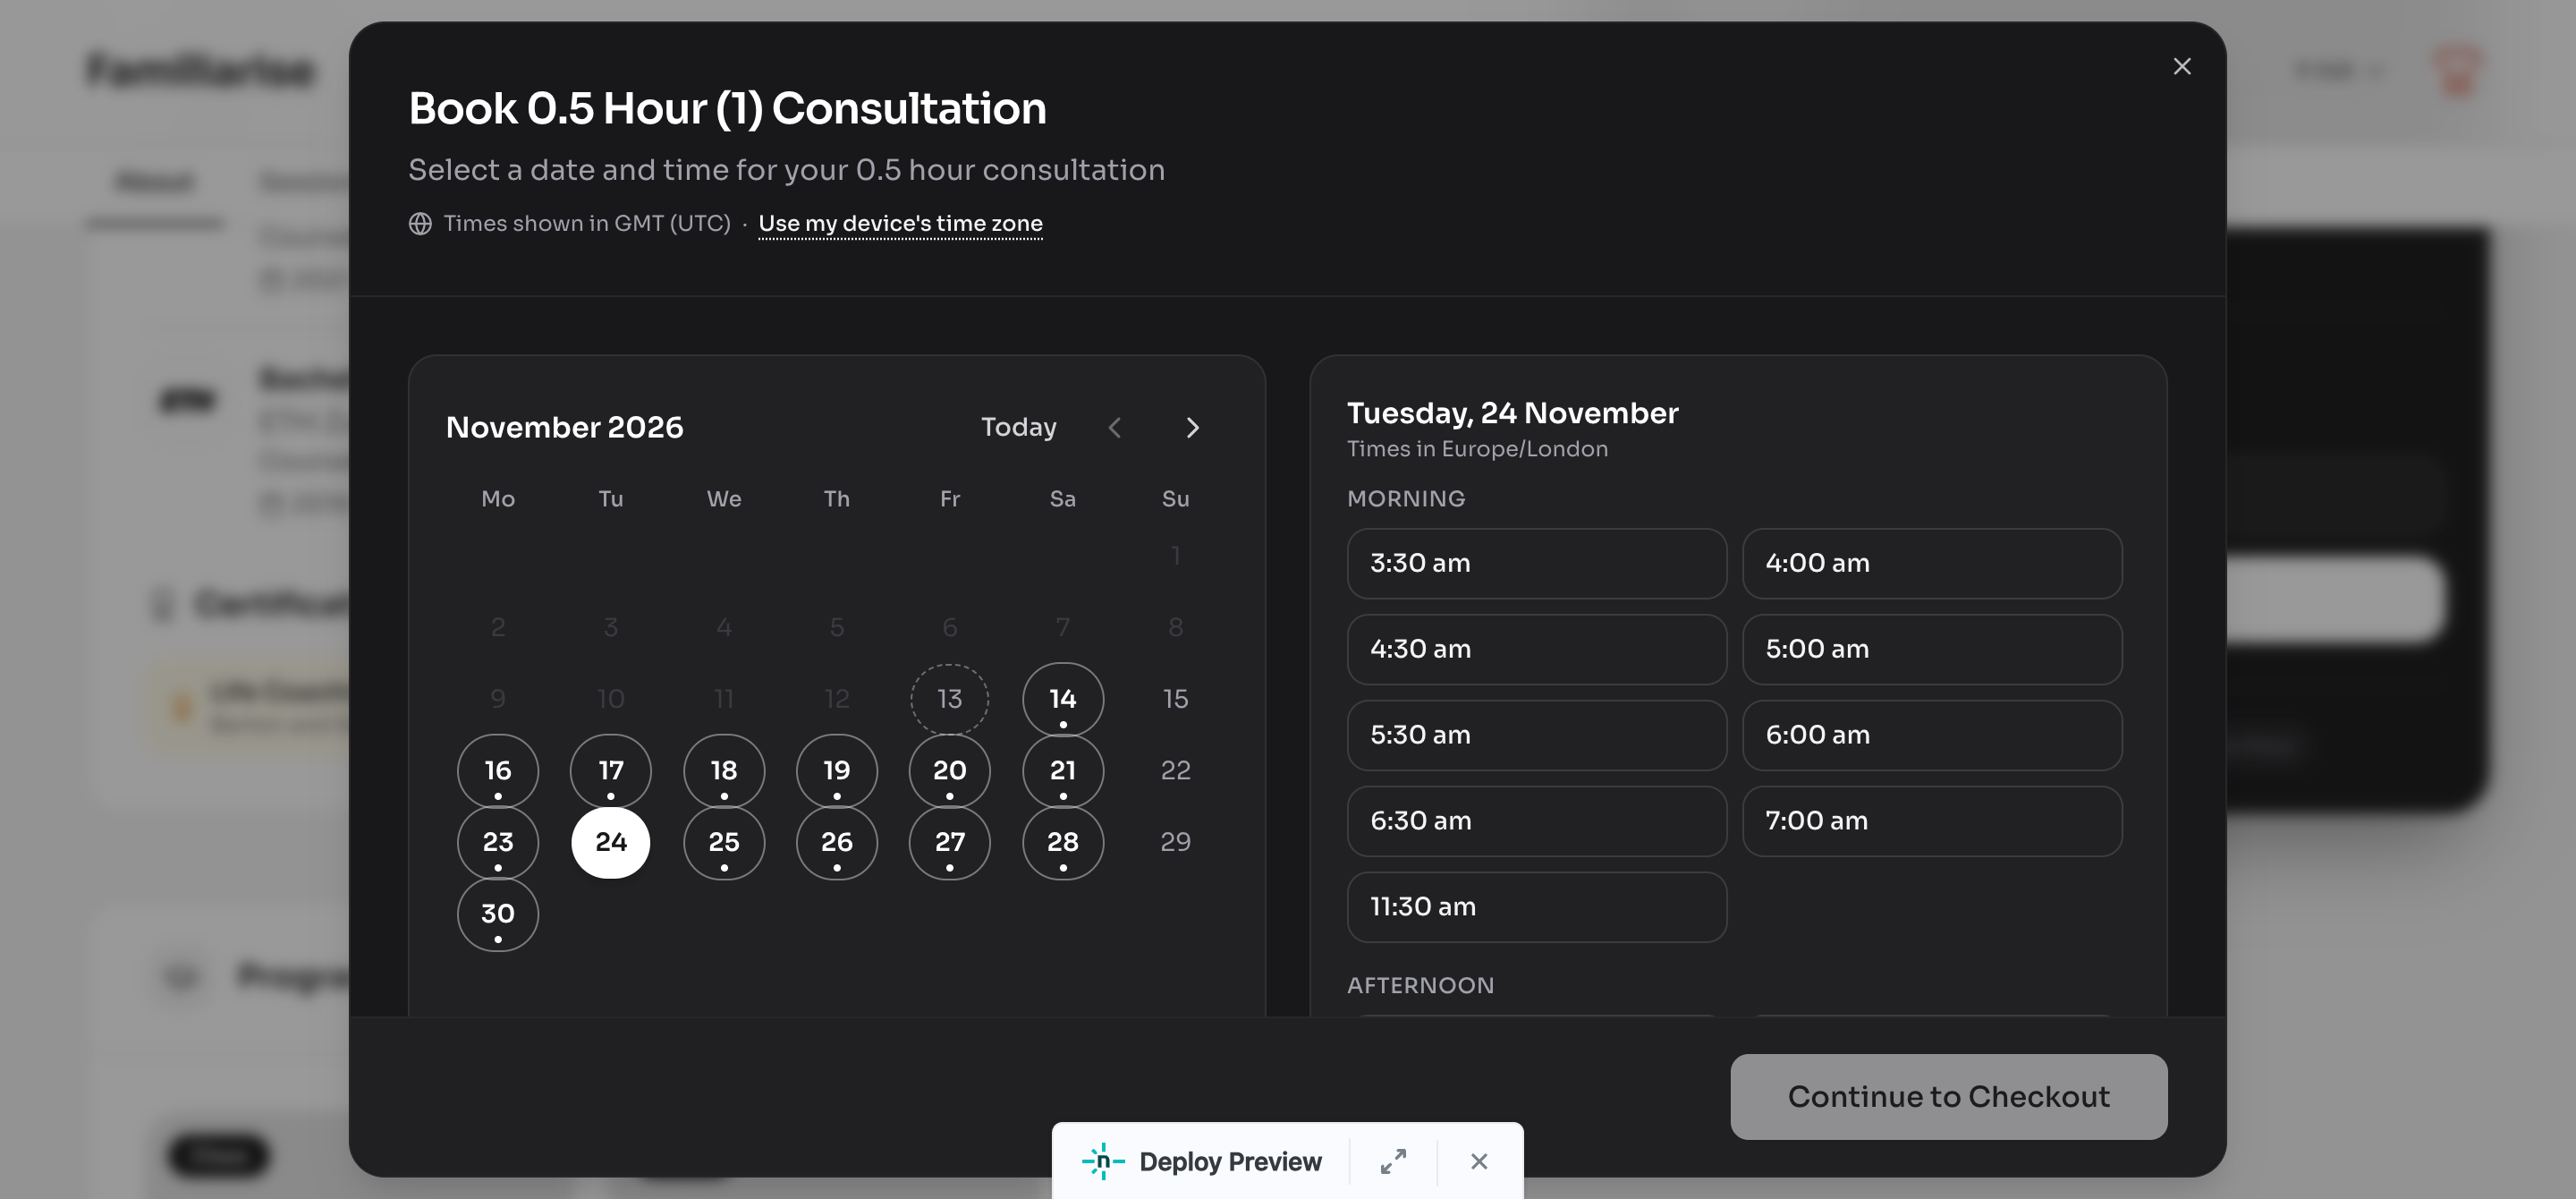 Familiarise
About
Book 0.5 Hour (1) Consultation
Select a date and time for your 0.5 hour consultation
Times shown in GMT (UTC) · Use my device's time zone
November 2026
Today
Mo Tu We Th Fr Sa Su
1
2 3 4 5 6 7 8
9 10 11 12 13 14 15
16 17 18 19 20 21 22
23 24 25 26 27 28 29
30
Tuesday, 24 November
Times in Europe/London
MORNING
3:30 am 4:00 am
4:30 am 5:00 am
5:30 am 6:00 am
6:30 am 7:00 am
11:30 am
AFTERNOON
Continue to Checkout
n Deploy Preview